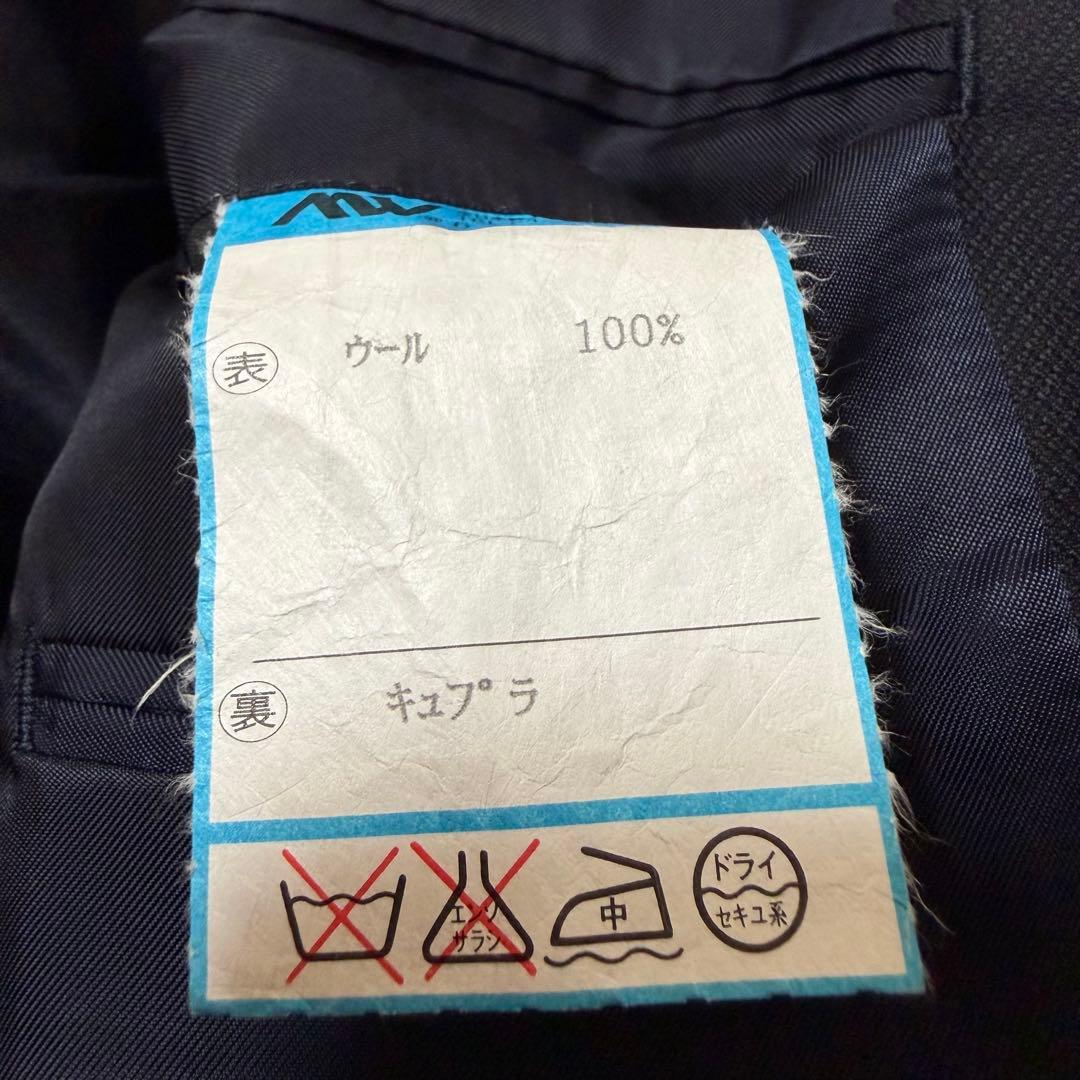 表 ウール 100%
裏 キュプラ
エンソ
サラシ
中
ドライ
セキユ系